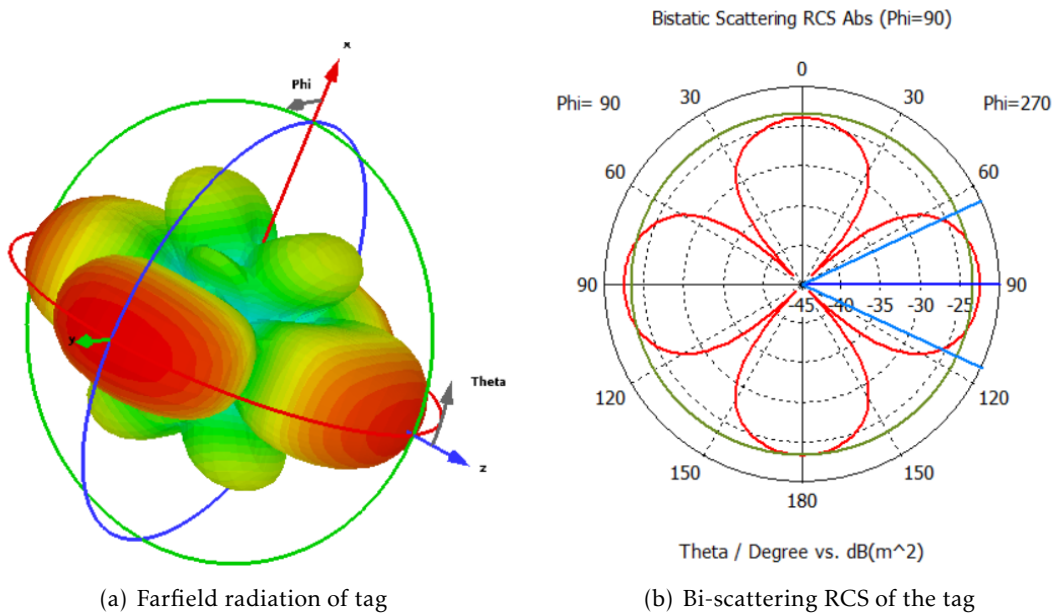 x
Phi
Theta
y
z
(a) Farfield radiation of tag
Bistatic Scattering RCS Abs (Phi=90)
0
30
30
Phi= 90
Phi=270
60
60
90
-45
-40
-35
-30
-25
90
120
120
150
150
180
Theta / Degree vs. dB(m^2)
(b) Bi-scattering RCS of the tag